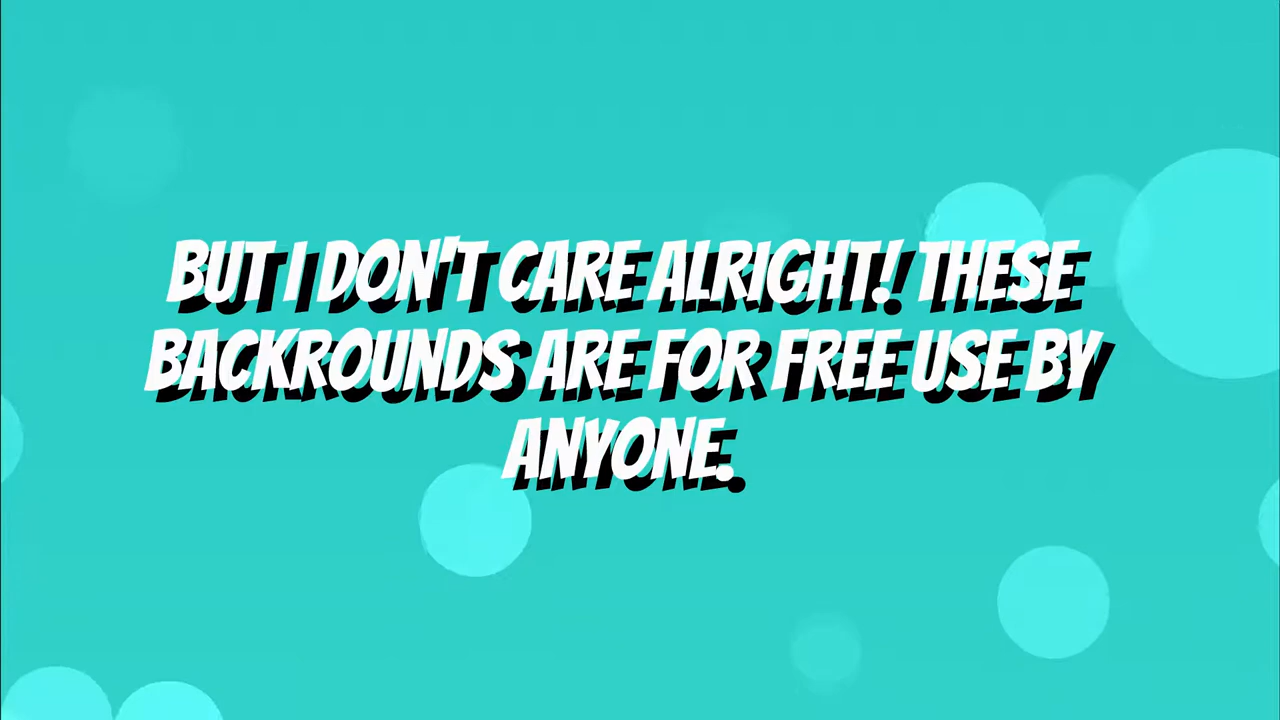 BUT I DON'T CARE ALRIGHT! THESE
BACKROUNDS ARE FOR FREE USE BY
ANYONE.